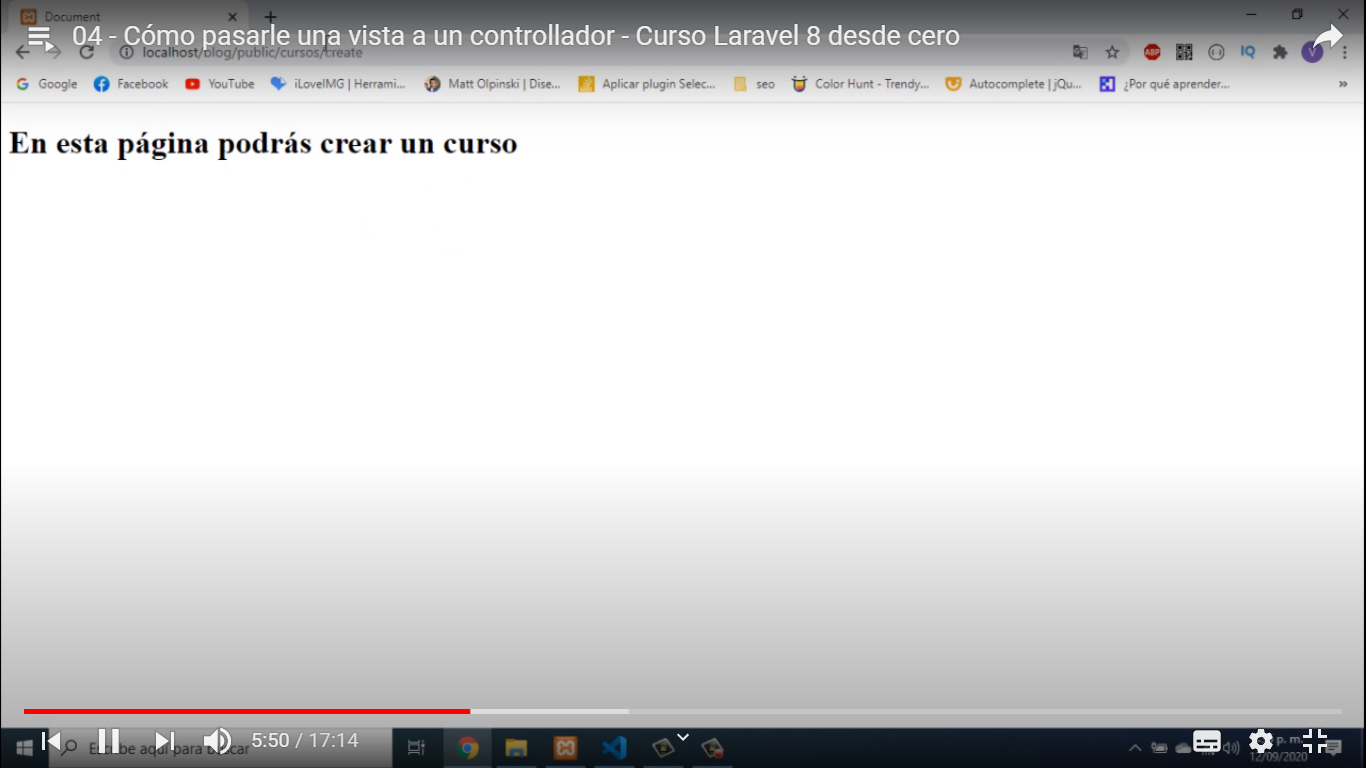 Document
04 - Cómo pasarle una vista a un controllador - Curso Laravel 8 desde cero
localhost/blog/public/cursos/create
ABP
IQ
V
Google Facebook YouTube iLoveIMG | Herrami... Matt Olpinski | Dise... Aplicar plugin Selec... seo Color Hunt - Trendy... Autocomplete | jQu... ¿Por qué aprender... »
En esta página podrás crear un curso
5:50 / 17:14
Escribe aquí para buscar
p. m.
12/09/2020